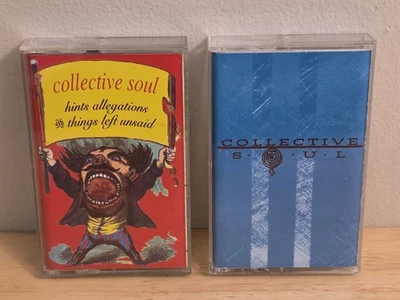 collective soul
hints allegations
& things left unsaid
COLLECTIVE
S·O·U·L